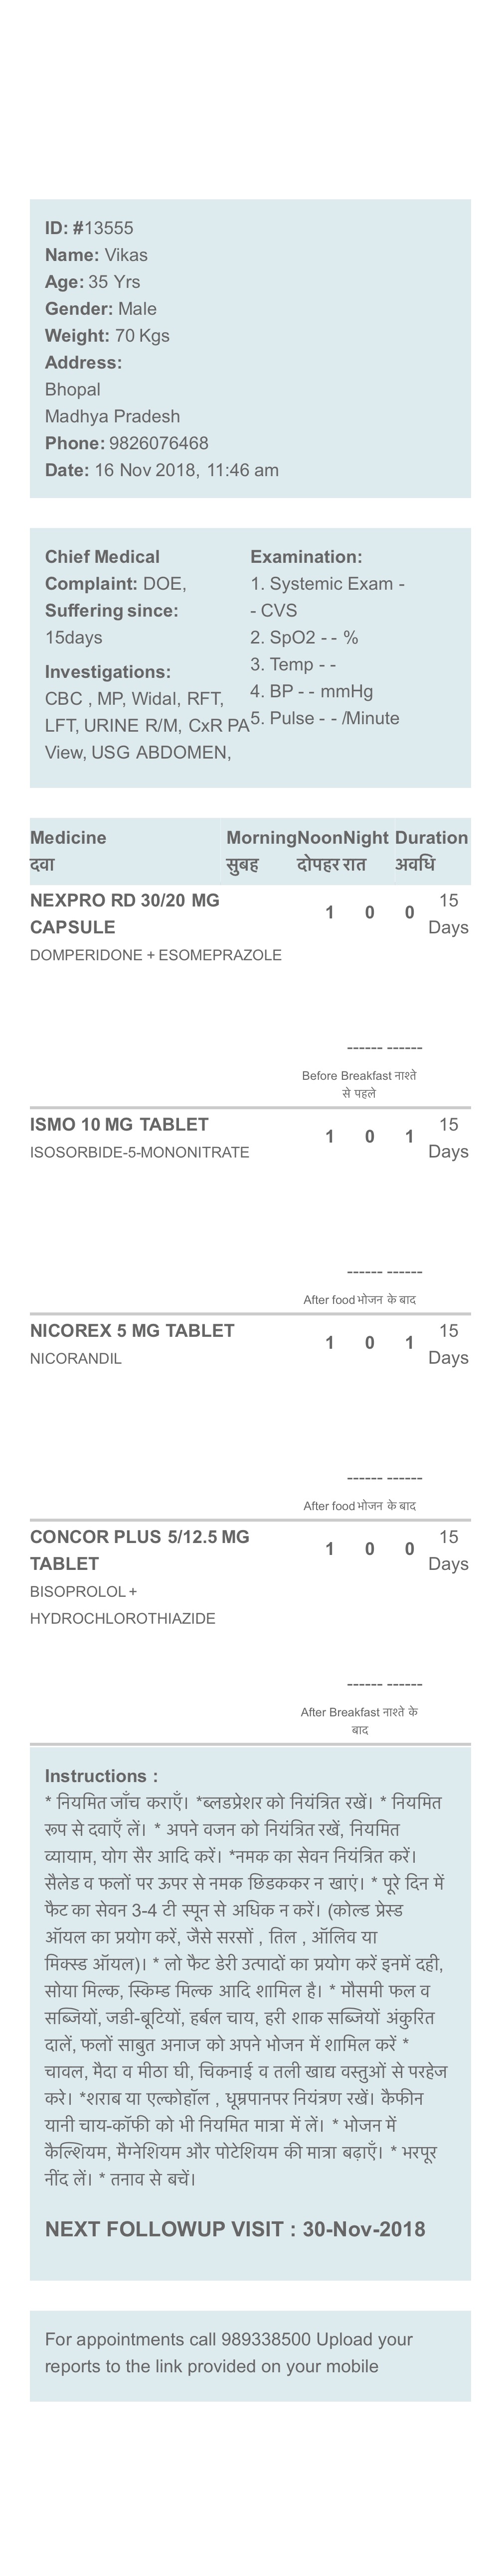 ID: #13555
Name: Vikas
Age: 35 Yrs
Gender: Male
Weight: 70 Kgs
Address:
Bhopal
Madhya Pradesh
Phone: 9826076468
Date: 16 Nov 2018, 11:46 am
Chief Medical
Complaint: DOE,
Suffering since:
15days
Investigations:
CBC , MP, Widal, RFT,
LFT, URINE R/M, CxR PA
View, USG ABDOMEN,
Examination:
1. Systemic Exam -
- CVS
2. SpO2 - - %
3. Temp - -
4. BP - - mmHg
5. Pulse - - /Minute
Medicine Morning Noon Night Duration
दवा सुबह दोपहर रात अवधि
NEXPRO RD 30/20 MG CAPSULE 1 0 0 15 Days
DOMPERIDONE + ESOMEPRAZOLE
------ ------
Before Breakfast नाश्ते
से पहले
ISMO 10 MG TABLET 1 0 1 15 Days
ISOSORBIDE-5-MONONITRATE
------ ------
After food भोजन के बाद
NICOREX 5 MG TABLET 1 0 1 15 Days
NICORANDIL
------ ------
After food भोजन के बाद
CONCOR PLUS 5/12.5 MG TABLET 1 0 0 15 Days
BISOPROLOL +
HYDROCHLOROTHIAZIDE
------ ------
After Breakfast नाश्ते के
बाद
Instructions :
* नियमित जाँच कराएँ। *ब्लडप्रेशर को नियंत्रित रखें। * नियमित
रूप से दवाएँ लें। * अपने वजन को नियंत्रित रखें, नियमित
व्यायाम, योग सैर आदि करें। *नमक का सेवन नियंत्रित करें।
सैलेड व फलों पर ऊपर से नमक छिडककर न खाएं। * पूरे दिन में
फैट का सेवन 3-4 टी स्पून से अधिक न करें। (कोल्ड प्रेस्ड
ऑयल का प्रयोग करें, जैसे सरसों , तिल , ऑलिव या
मिक्स्ड ऑयल)। * लो फैट डेरी उत्पादों का प्रयोग करें इनमें दही,
सोया मिल्क, स्किम्ड मिल्क आदि शामिल है। * मौसमी फल व
सब्जियों, जडी-बूटियों, हर्बल चाय, हरी शाक सब्जियों अंकुरित
दालें, फलों साबुत अनाज को अपने भोजन में शामिल करें *
चावल, मैदा व मीठा घी, चिकनाई व तली खाद्य वस्तुओं से परहेज
करे। *शराब या एल्कोहॉल , धूम्रपानपर नियंत्रण रखें। कैफीन
यानी चाय-कॉफी को भी नियमित मात्रा में लें। * भोजन में
कैल्शियम, मैग्नेशियम और पोटेशियम की मात्रा बढ़ाएँ। * भरपूर
नींद लें। * तनाव से बचें।
NEXT FOLLOWUP VISIT : 30-Nov-2018
For appointments call 989338500 Upload your
reports to the link provided on your mobile